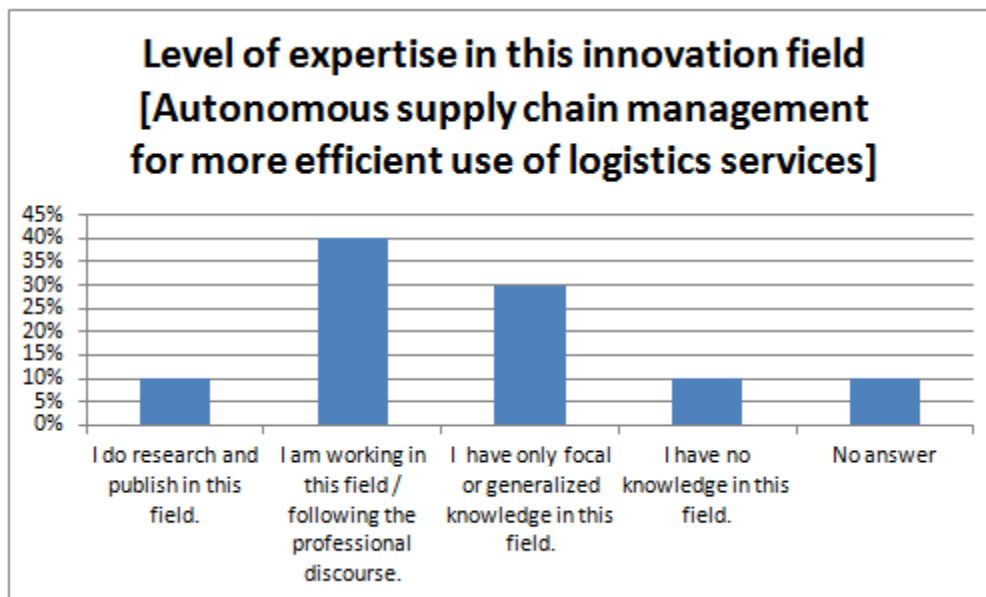 Level of expertise in this innovation field
[Autonomous supply chain management
for more efficient use of logistics services]
45%
40%
35%
30%
25%
20%
15%
10%
5%
0%
I do research and
publish in this
field.
I am working in
this field /
following the
professional
discourse.
I have only focal
or generalized
knowledge in this
field.
I have no
knowledge in this
field.
No answer